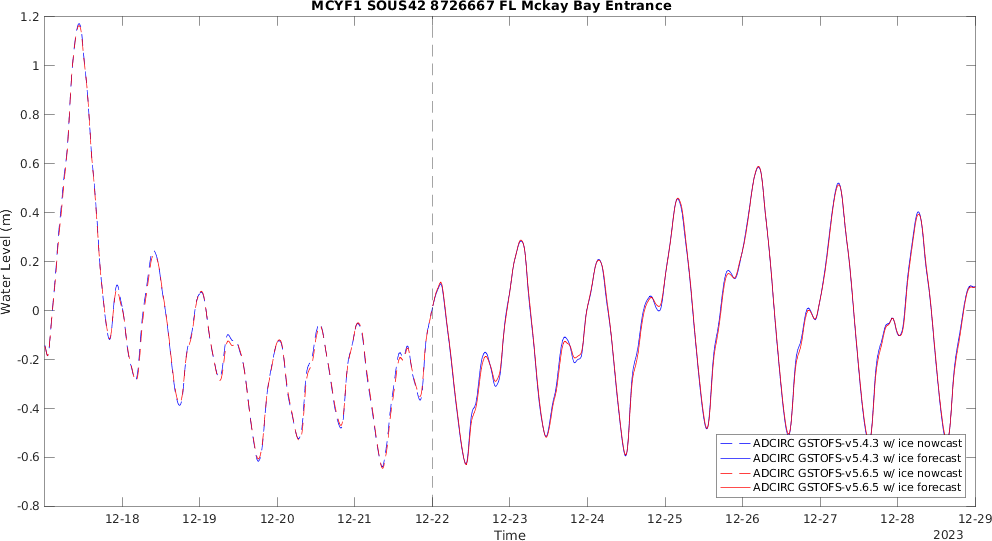 MCYF1 SOUS42 8726667 FL Mckay Bay Entrance
1.2
1
0.8
0.6
0.4
0.2
0
-0.2
-0.4
-0.6
-0.8
Water Level (m)
12-18 12-19 12-20 12-21 12-22 12-23 12-24 12-25 12-26 12-27 12-28 12-29
Time
2023
ADCIRC GSTOFS-v5.4.3 w/ ice nowcast
ADCIRC GSTOFS-v5.4.3 w/ ice forecast
ADCIRC GSTOFS-v5.6.5 w/ ice nowcast
ADCIRC GSTOFS-v5.6.5 w/ ice forecast